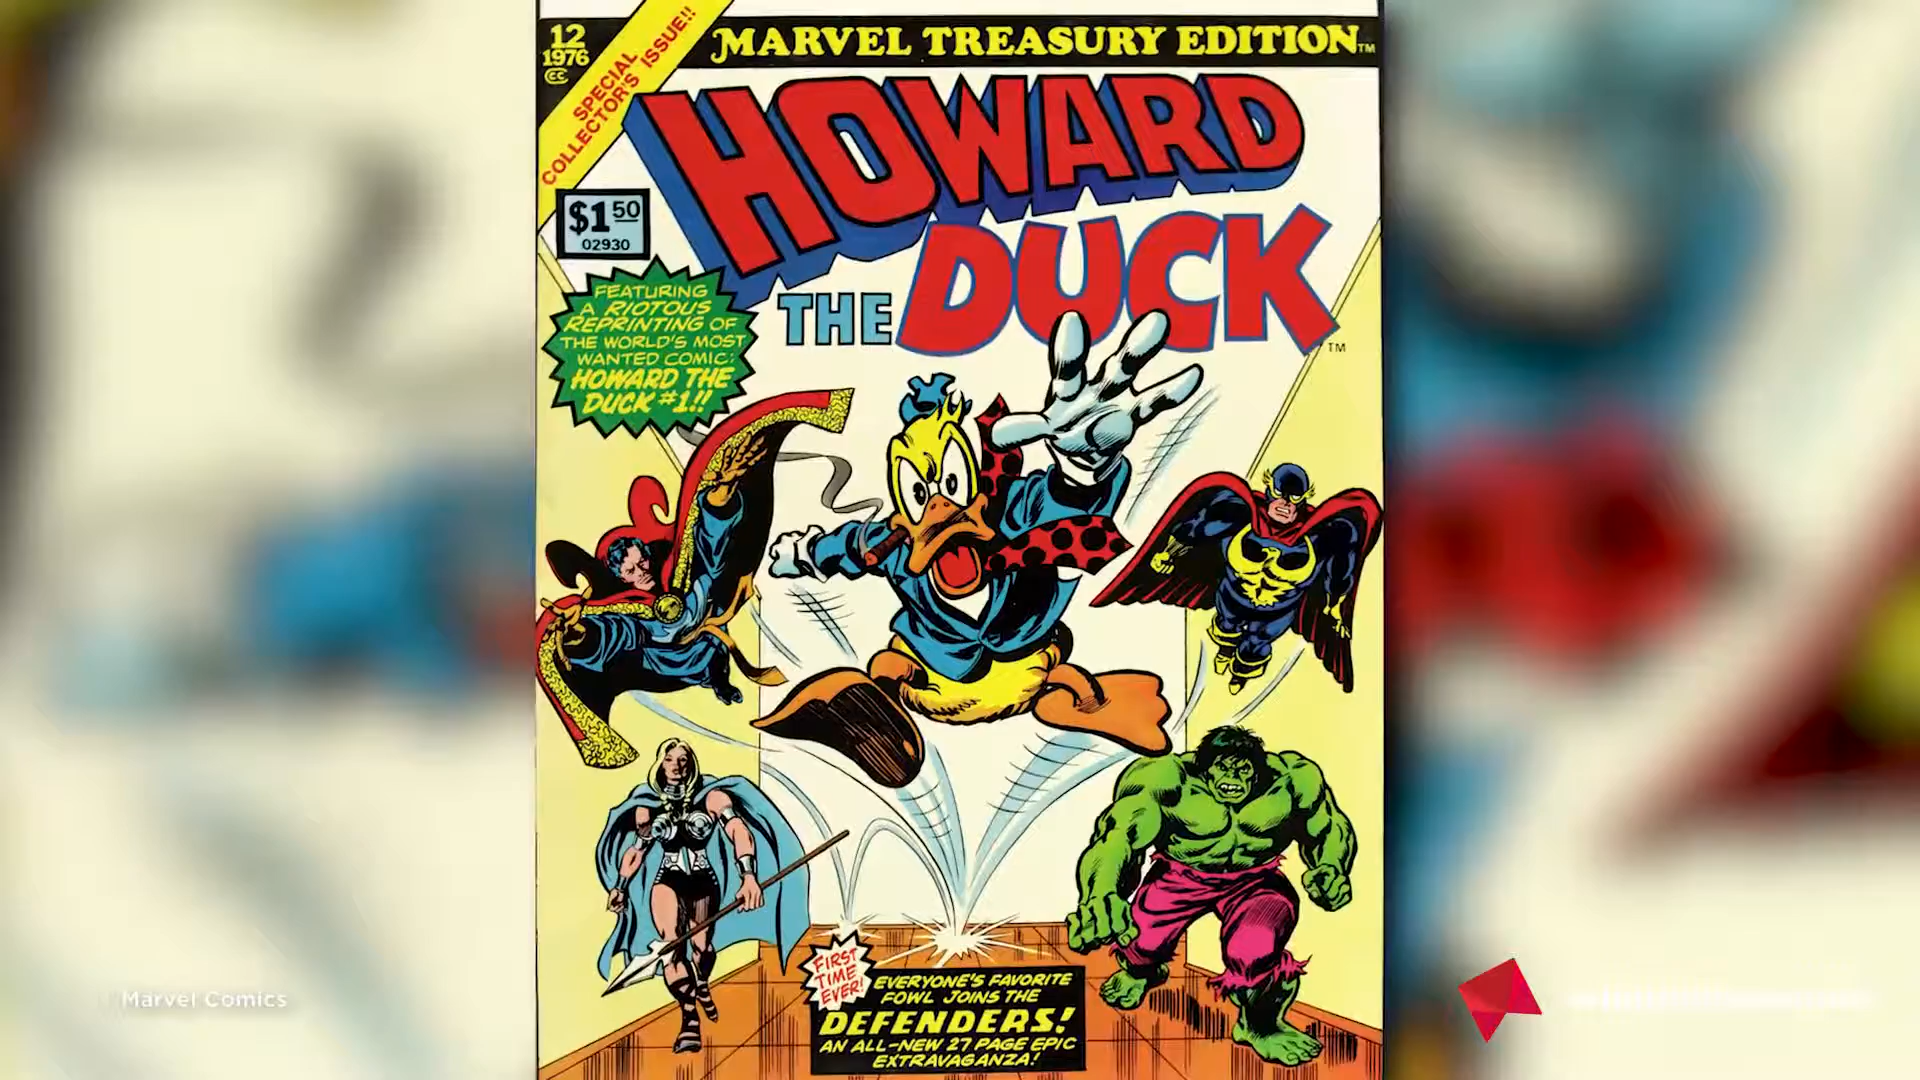 12
1976
CC
SPECIAL
COLLECTOR'S ISSUE!!
MARVEL TREASURY EDITION™
HOWARD
THE DUCK™
$1.50
02930
FEATURING
A RIOTOUS
REPRINTING OF
THE WORLD'S MOST
WANTED COMIC:
HOWARD THE
DUCK #1!!
FIRST
TIME
EVER!
EVERYONE'S FAVORITE
FOWL JOINS THE
DEFENDERS!
AN ALL-NEW 27 PAGE EPIC
EXTRAVAGANZA!
Marvel Comics